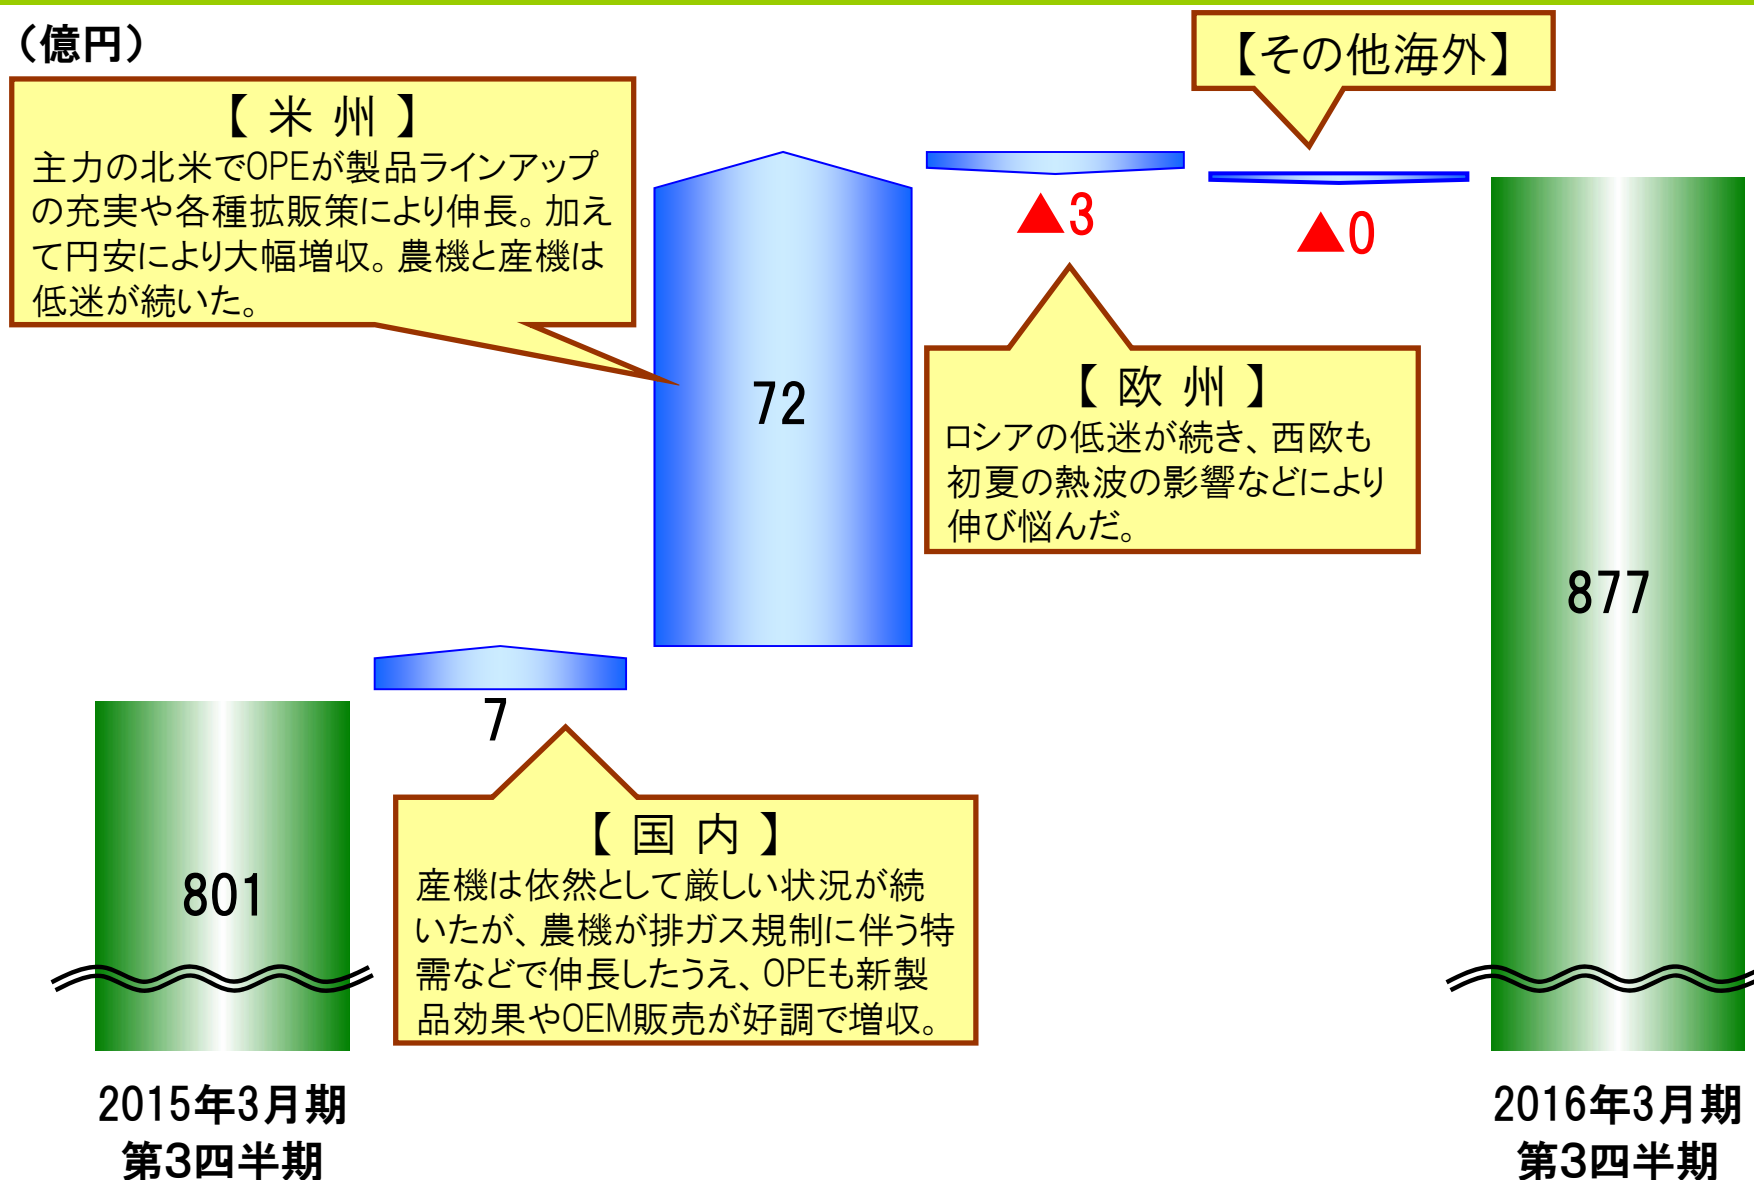 （億円）
【その他海外】
【 米 州 】
主力の北米でOPEが製品ラインアップ
の充実や各種拡販策により伸長。加え
て円安により大幅増収。農機と産機は
低迷が続いた。
▲3
▲0
【 欧 州 】
ロシアの低迷が続き、西欧も
初夏の熱波の影響などにより
伸び悩んだ。
72
877
7
【 国 内 】
産機は依然として厳しい状況が続
いたが、農機が排ガス規制に伴う特
需などで伸長したうえ、OPEも新製
品効果やOEM販売が好調で増収。
801
2015年3月期
第3四半期
2016年3月期
第3四半期